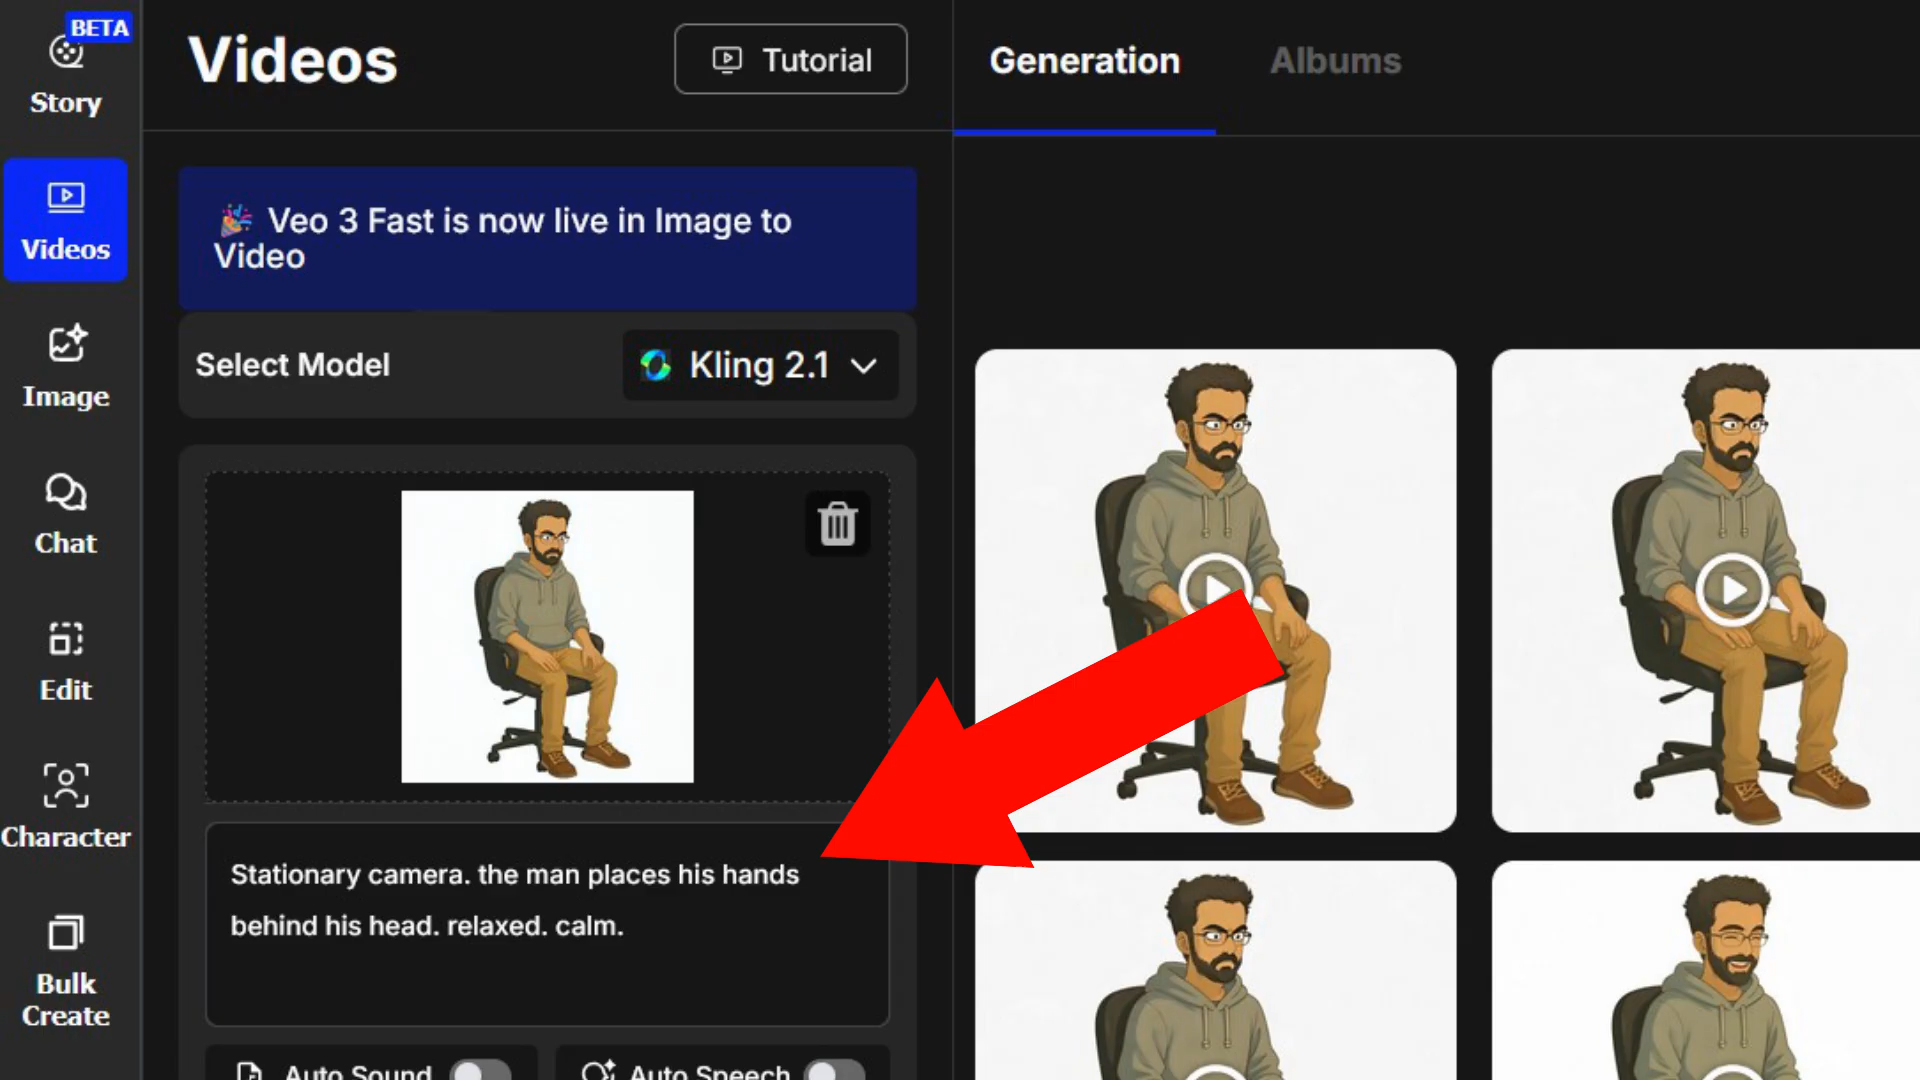 BETA
Story
Videos
Image
Chat
Edit
Character
Bulk
Create
Videos
Tutorial
Veo 3 Fast is now live in Image to
Video
Select Model
Kling 2.1
Stationary camera. the man places his hands
behind his head. relaxed. calm.
Auto Sound
Auto Speech
Generation
Albums